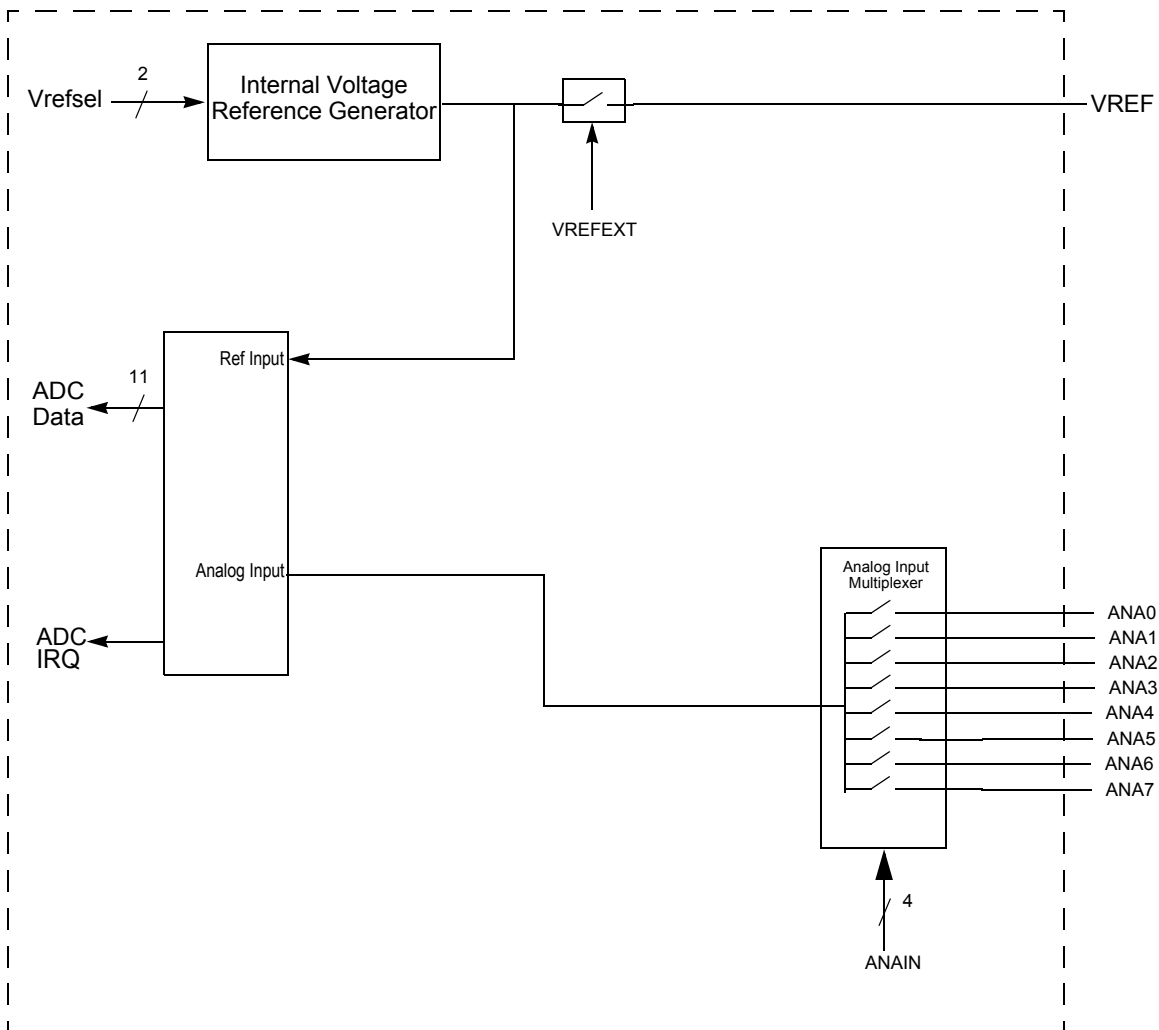 Vrefsel
2
Internal Voltage
Reference Generator
VREF
VREFEXT
Ref Input
11
ADC
Data
Analog Input
ADC
IRQ
Analog Input
Multiplexer
ANA0
ANA1
ANA2
ANA3
ANA4
ANA5
ANA6
ANA7
4
ANAIN